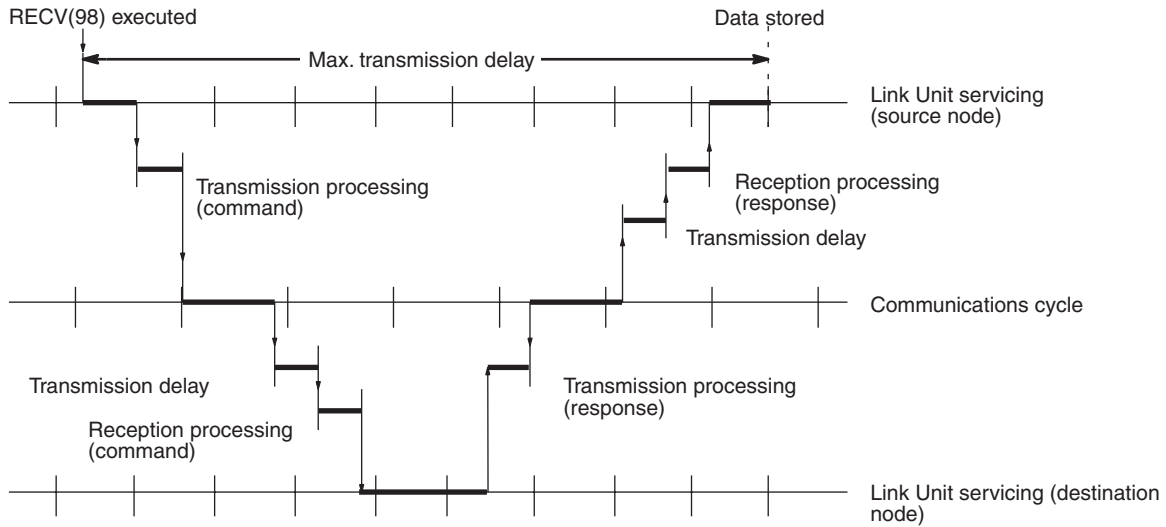 RECV(98) executed
Data stored
Max. transmission delay
Link Unit servicing
(source node)
Transmission processing
(command)
Reception processing
(response)
Transmission delay
Communications cycle
Transmission delay
Transmission processing
(response)
Reception processing
(command)
Link Unit servicing (destination
node)